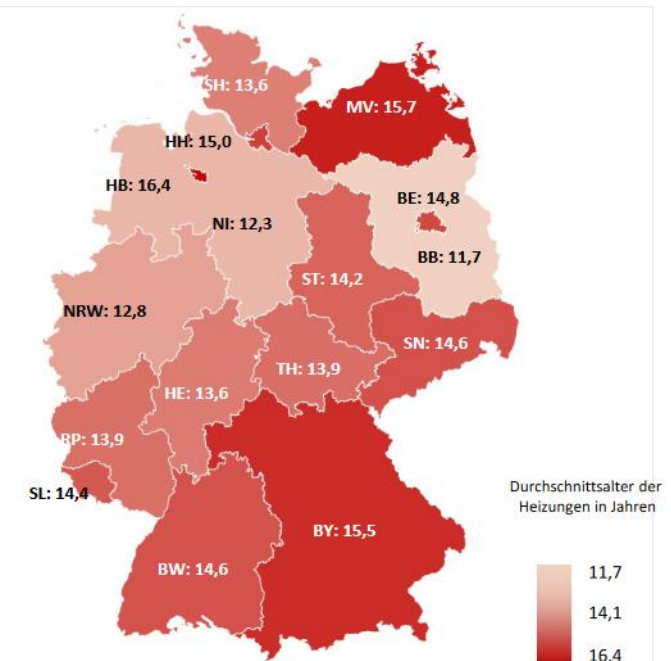 SH: 13,6
MV: 15,7
HH: 15,0
HB: 16,4
BE: 14,8
NI: 12,3
BB: 11,7
ST: 14,2
NRW: 12,8
SN: 14,6
TH: 13,9
HE: 13,6
RP: 13,9
SL: 14,4
BY: 15,5
BW: 14,6
Durchschnittsalter der
Heizungen in Jahren
11,7
14,1
16,4